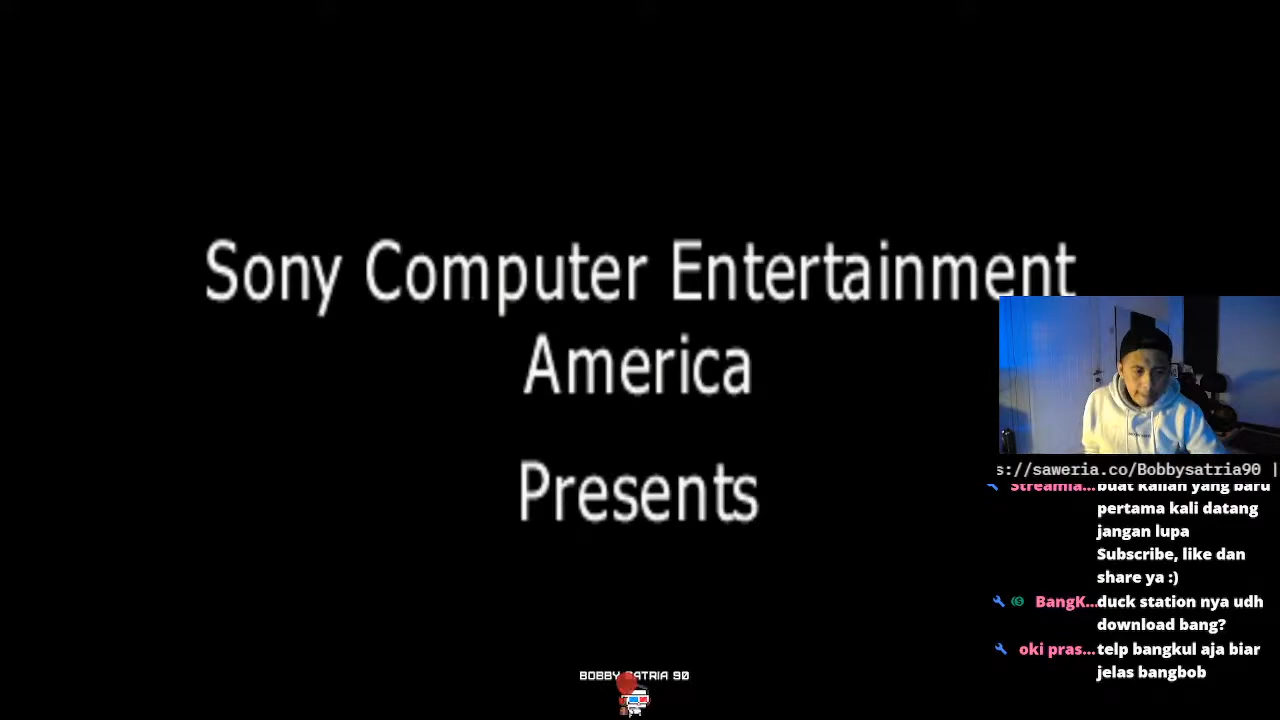 Sony Computer Entertainment
America
Presents
s://saweria.co/Bobbysatria90 |
Streamla... buat kalian yang baru
pertama kali datang
jangan lupa
Subscribe, like dan
share ya :)
BangK... duck station nya udh
download bang?
oki pras... telp bangkul aja biar
jelas bangbob
BOBBY SATRIA 90